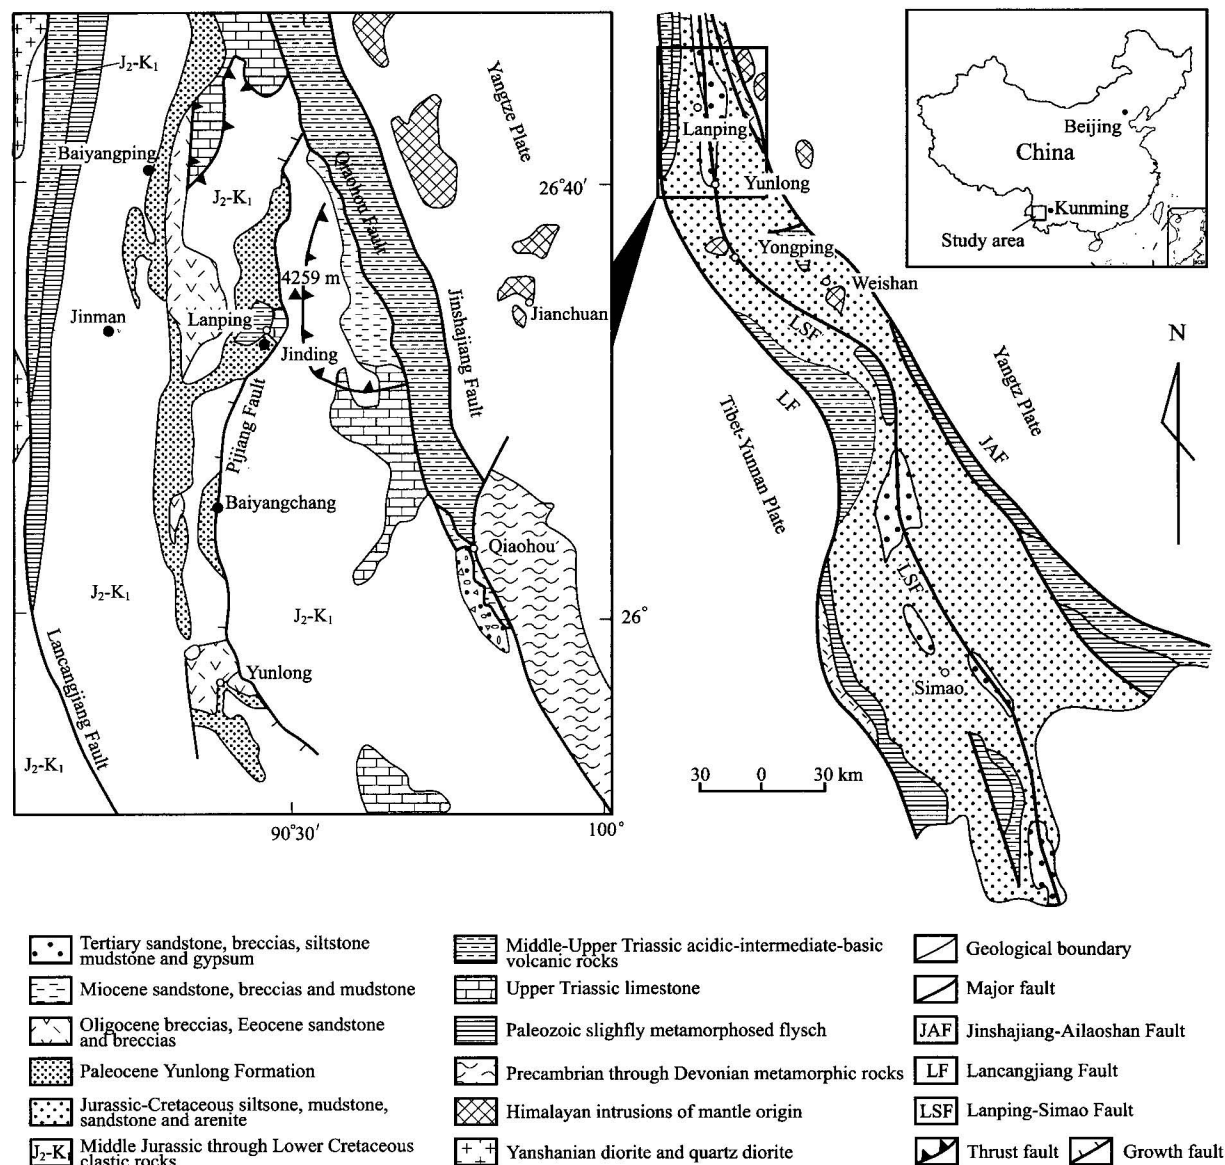 J₂-K₁
Baiyangping
J₂-K₁
Yangtze Plate
Qiaohou Fault
26°40′
4259 m
Lanping
Jinman
Jinding
Jianchuan
Jinshajiang Fault
Pijiang Fault
Baiyangchang
Qiaohou
J₂-K₁
J₂-K₁
26°
Yunlong
Lancangjiang Fault
J₂-K₁
90°30′
100°
Lanping
Yunlong
Yongping
Weishan
LSF
LF
Tibet-Yunnan Plate
Yangtz Plate
JAF
LSF
Simao
N
30 0 30 km
Beijing
China
Kunming
Study area
Tertiary sandstone, breccias, siltstone
mudstone and gypsum
Miocene sandstone, breccias and mudstone
Oligocene breccias, Eeocene sandstone
and breccias
Paleocene Yunlong Formation
Jurassic-Cretaceous siltsone, mudstone,
sandstone and arenite
J₂-K₁ Middle Jurassic through Lower Cretaceous
clastic rocks
Middle-Upper Triassic acidic-intermediate-basic
volcanic rocks
Upper Triassic limestone
Paleozoic slighfly metamorphosed flysch
Precambrian through Devonian metamorphic rocks
Himalayan intrusions of mantle origin
Yanshanian diorite and quartz diorite
Geological boundary
Major fault
JAF Jinshajiang-Ailaoshan Fault
LF Lancangjiang Fault
LSF Lanping-Simao Fault
Thrust fault Growth fault